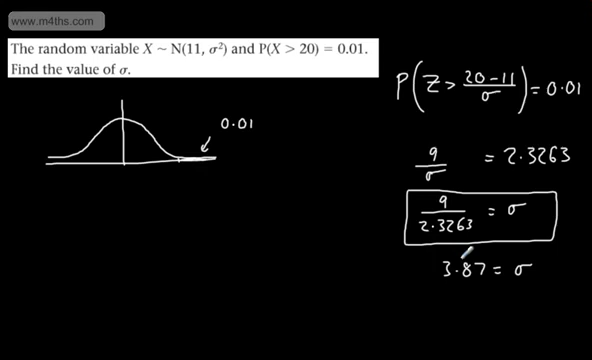 www.m4ths.com
The random variable X ~ N(11, σ²) and P(X > 20) = 0.01.
Find the value of σ.
P(Z > 20-11/σ) = 0.01
0.01
9/σ = 2.3263
9/2.3263 = σ
3.87 = σ